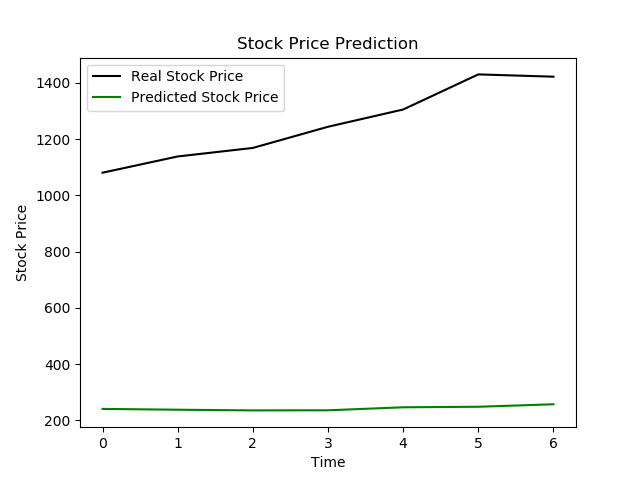 Stock Price Prediction
Real Stock Price
Predicted Stock Price
1400
1200
1000
800
600
400
200
Stock Price
0 1 2 3 4 5 6
Time